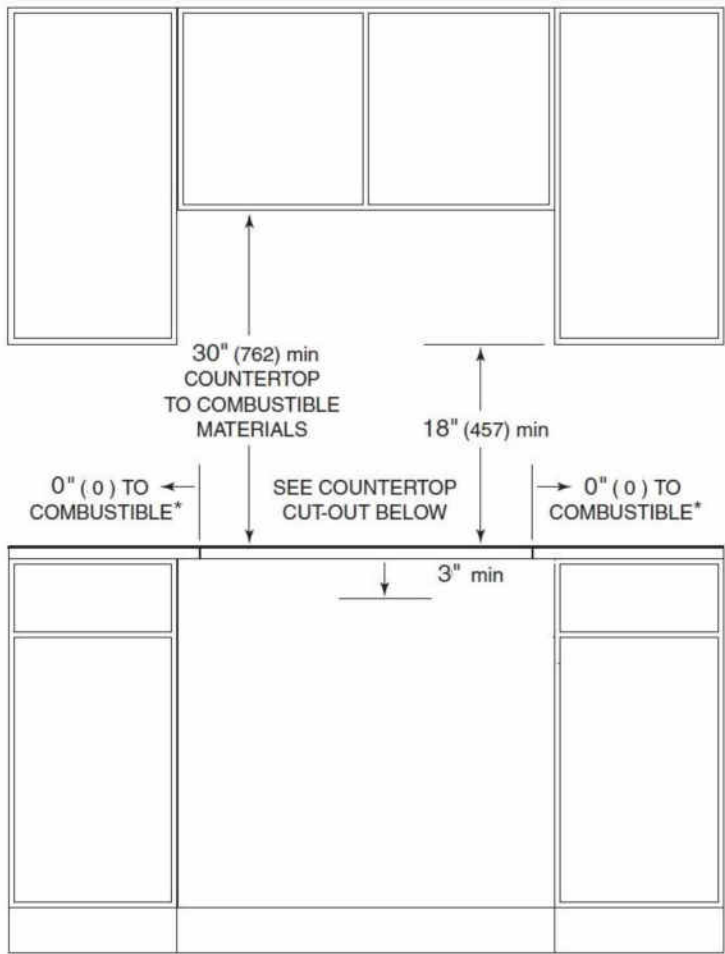 30" (762) min
COUNTERTOP
TO COMBUSTIBLE
MATERIALS
18" (457) min
0" ( 0 ) TO
COMBUSTIBLE*
SEE COUNTERTOP
CUT-OUT BELOW
0" ( 0 ) TO
COMBUSTIBLE*
3" min